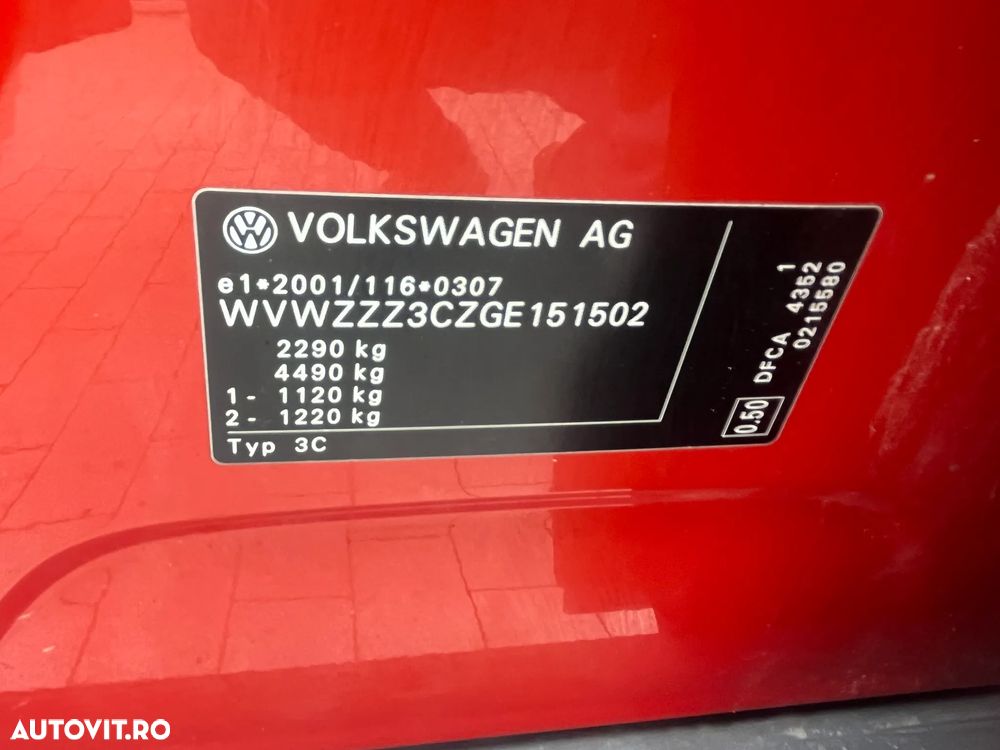 VOLKSWAGEN AG
e1*2001/116*0307
WVWZZZ3CZGE151502
2290 kg
4490 kg
1- 1120 kg
2- 1220 kg
Typ 3C
0.50 DFCA 4352 1
0215580
AUTOVIT.RO